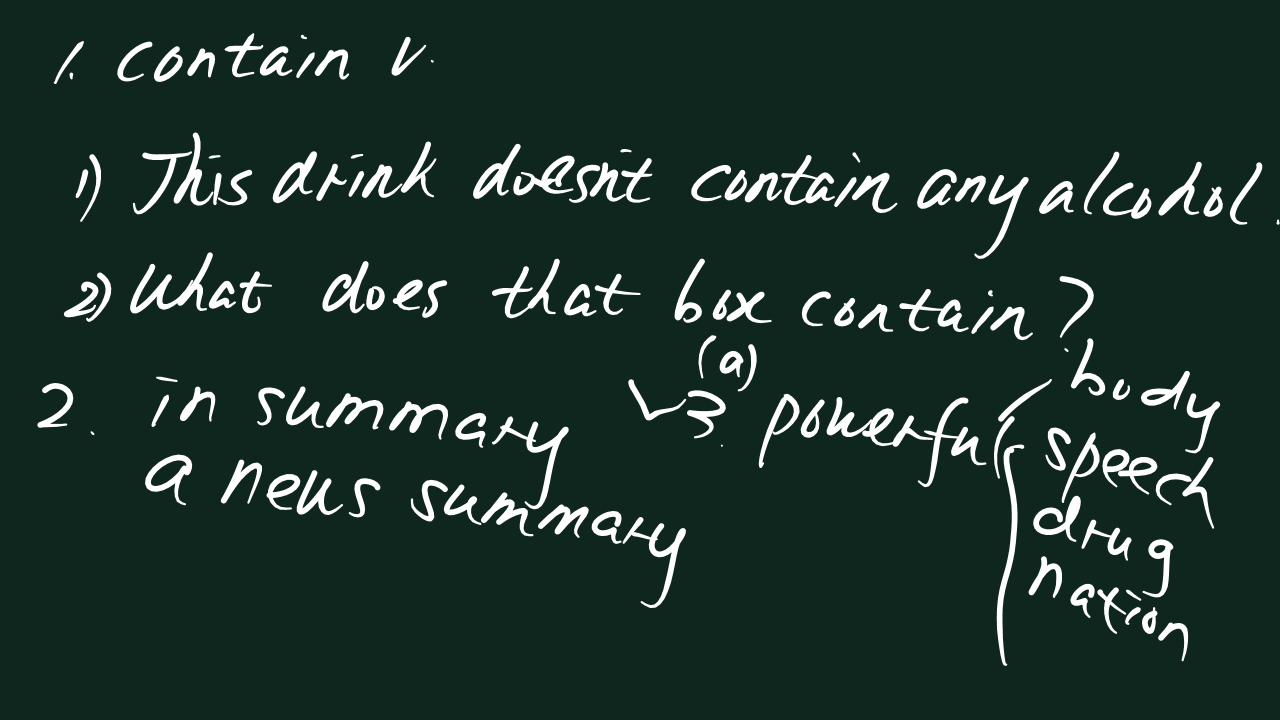 1. contain v.
1) This drink doesn't contain any alcohol.
2) What does that box contain?
2. in summary
a news summary
(a)
3. powerful
body
speech
drug
nation